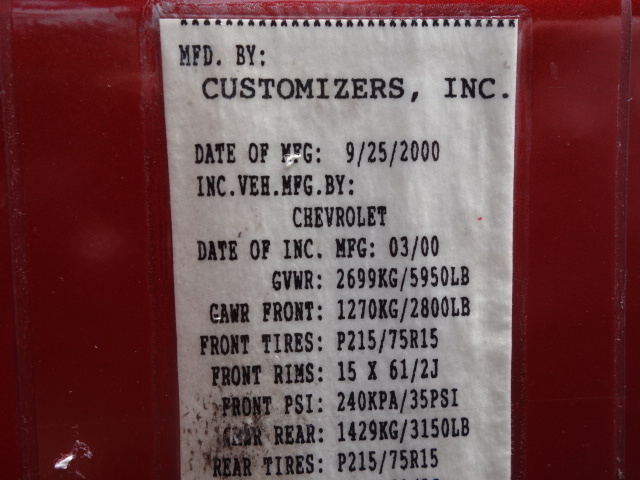 MFD. BY:
CUSTOMIZERS, INC.
DATE OF MFG: 9/25/2000
INC.VEH.MFG.BY:
CHEVROLET
DATE OF INC. MFG: 03/00
GVWR: 2699KG/5950LB
GAWR FRONT: 1270KG/2800LB
FRONT TIRES: P215/75R15
FRONT RIMS: 15 X 61/2J
FRONT PSI: 240KPA/35PSI
GAWR REAR: 1429KG/3150LB
REAR TIRES: P215/75R15